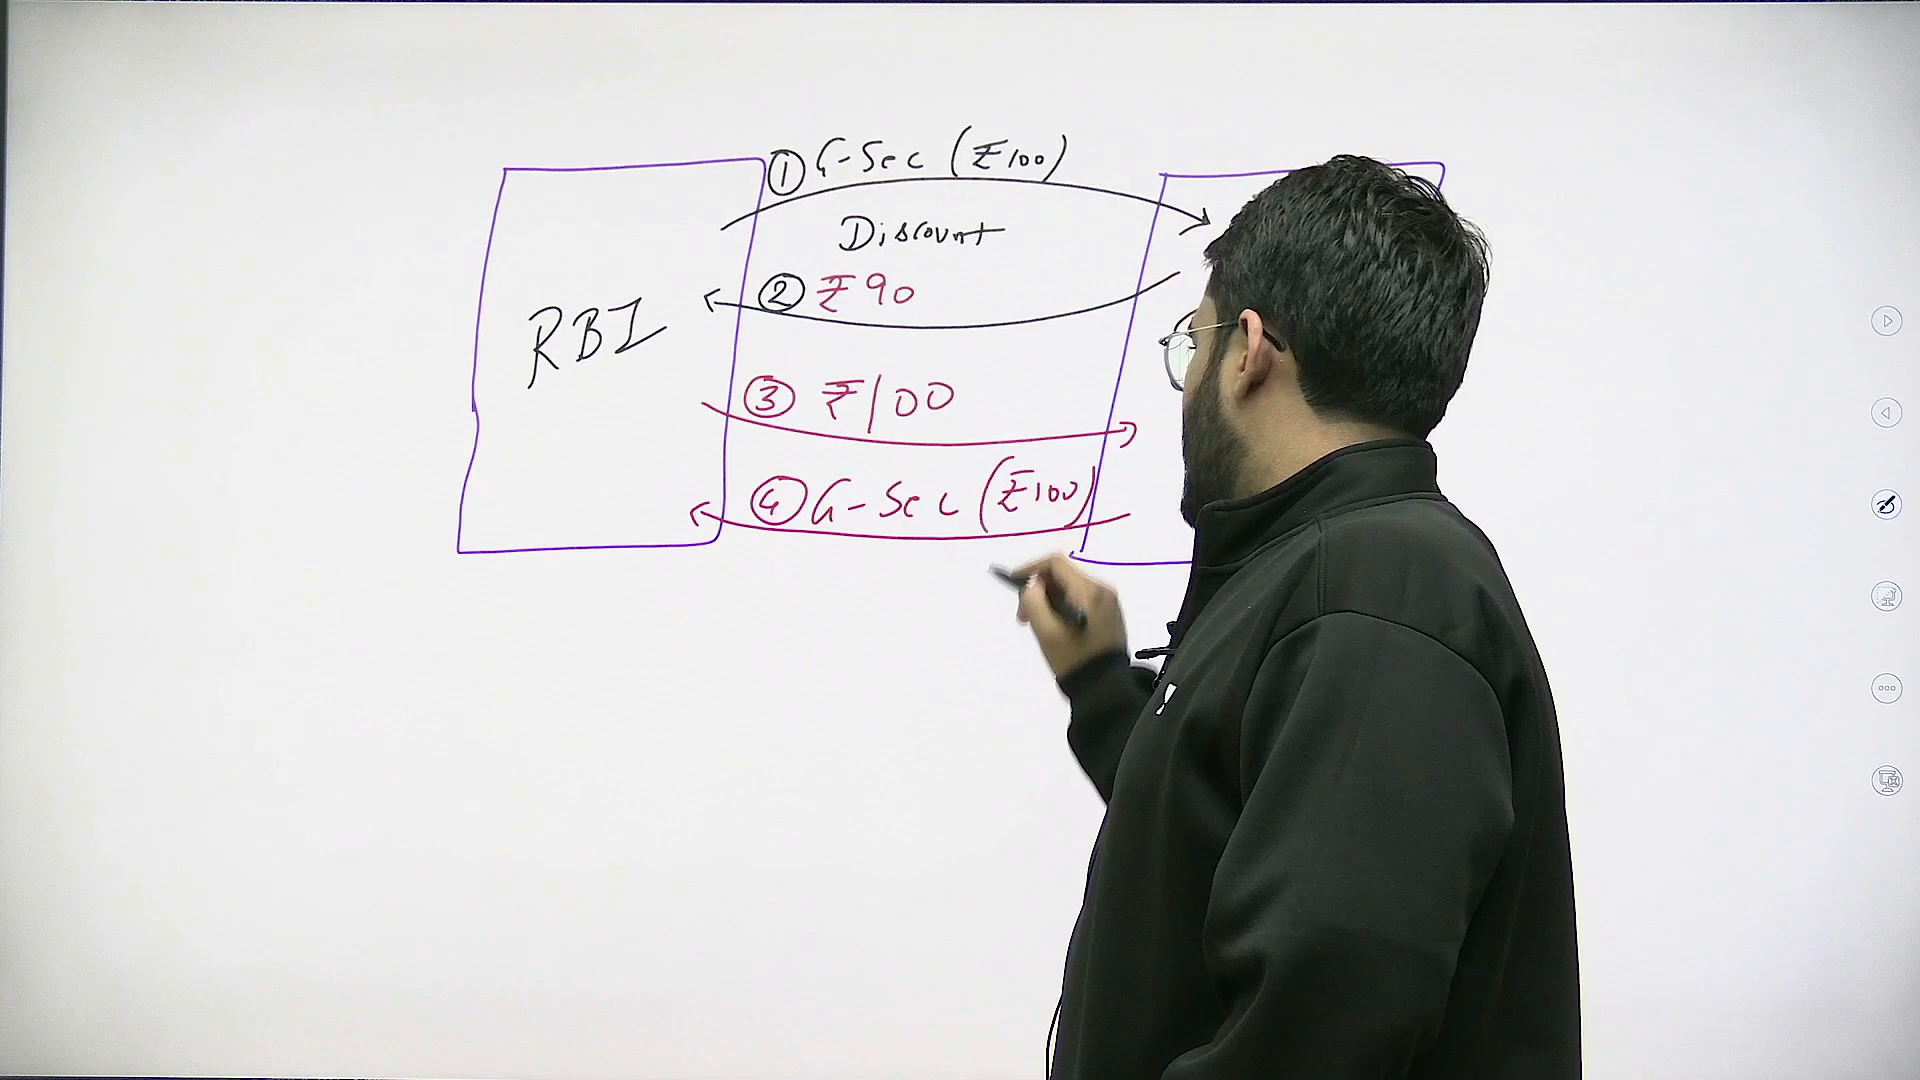 ① G-Sec (₹100)
Discount
② ₹90
RBI
③ ₹100
④ G-Sec (₹100)